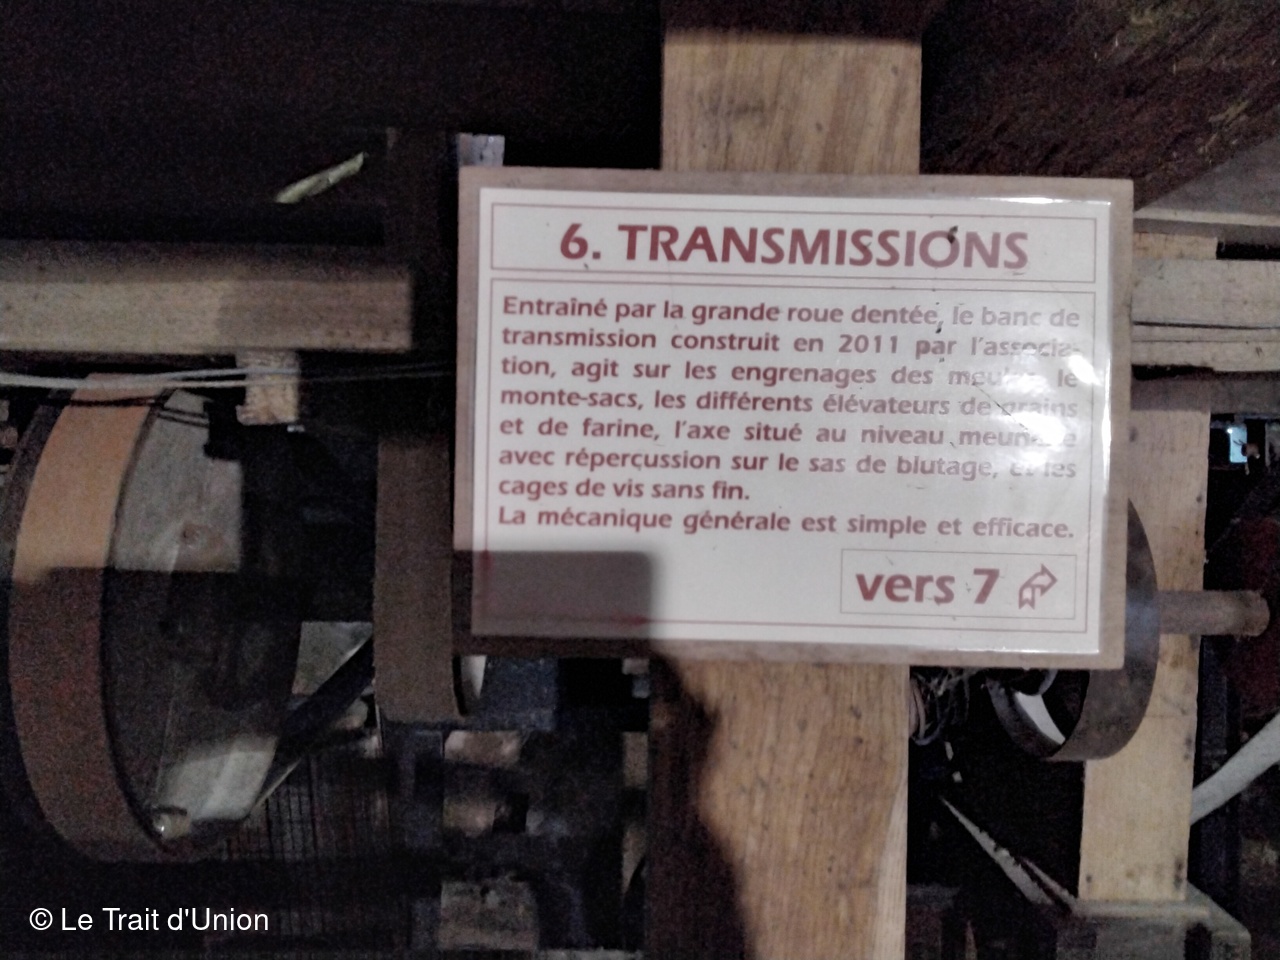 6. TRANSMISSIONS
Entraîné par la grande roue dentée, le banc de
transmission construit en 2011 par l'associa-
tion, agit sur les engrenages des meules, le
monte-sacs, les différents élévateurs de grains
et de farine, l'axe situé au niveau meunerie
avec répercussion sur le sas de blutage, et les
cages de vis sans fin.
La mécanique générale est simple et efficace.
vers 7
© Le Trait d'Union